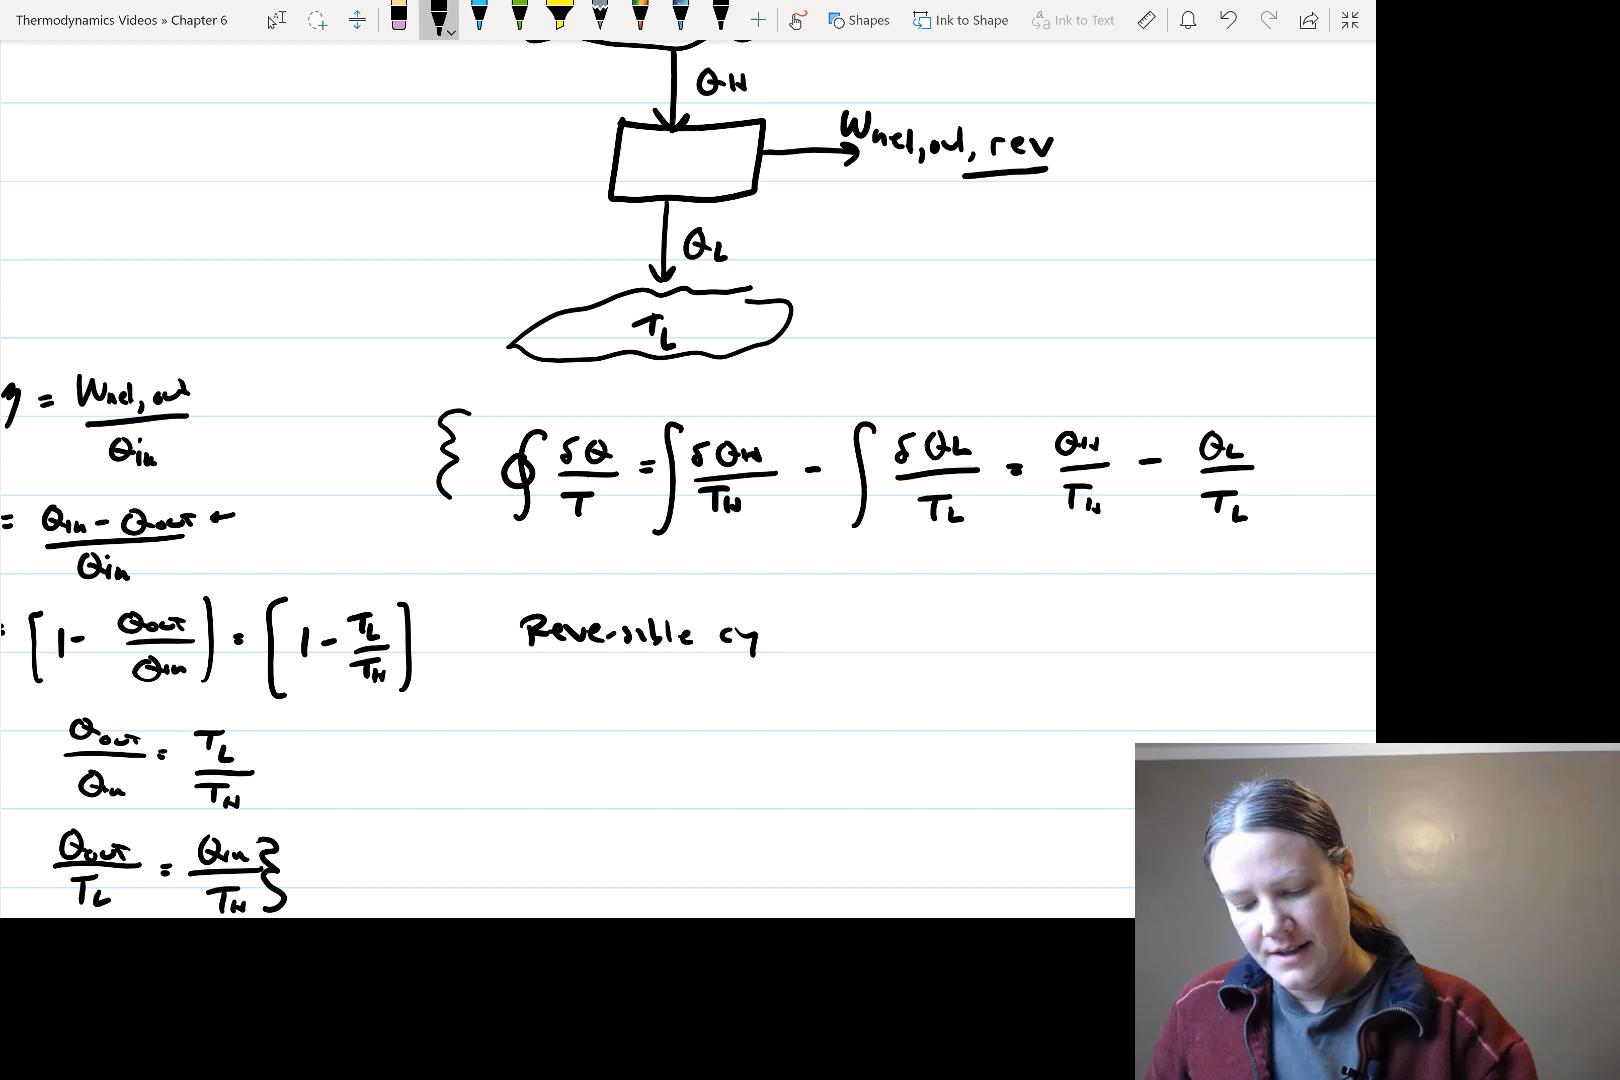 Thermodynamics Videos » Chapter 6
Shapes
Ink to Shape
Ink to Text
QH
Wnet,out, rev
QL
TL
η = Wnet,out / Qin
= Qin - Qout / Qin
= [1 - Qout / Qin] = [1 - TL / TH]
Qout / Qin = TL / TH
Qout / TL = Qin / TH }
{ ∮ δQ / T = ∫ δQH / TH - ∫ δQL / TL = QH / TH - QL / TL
Reversible cy